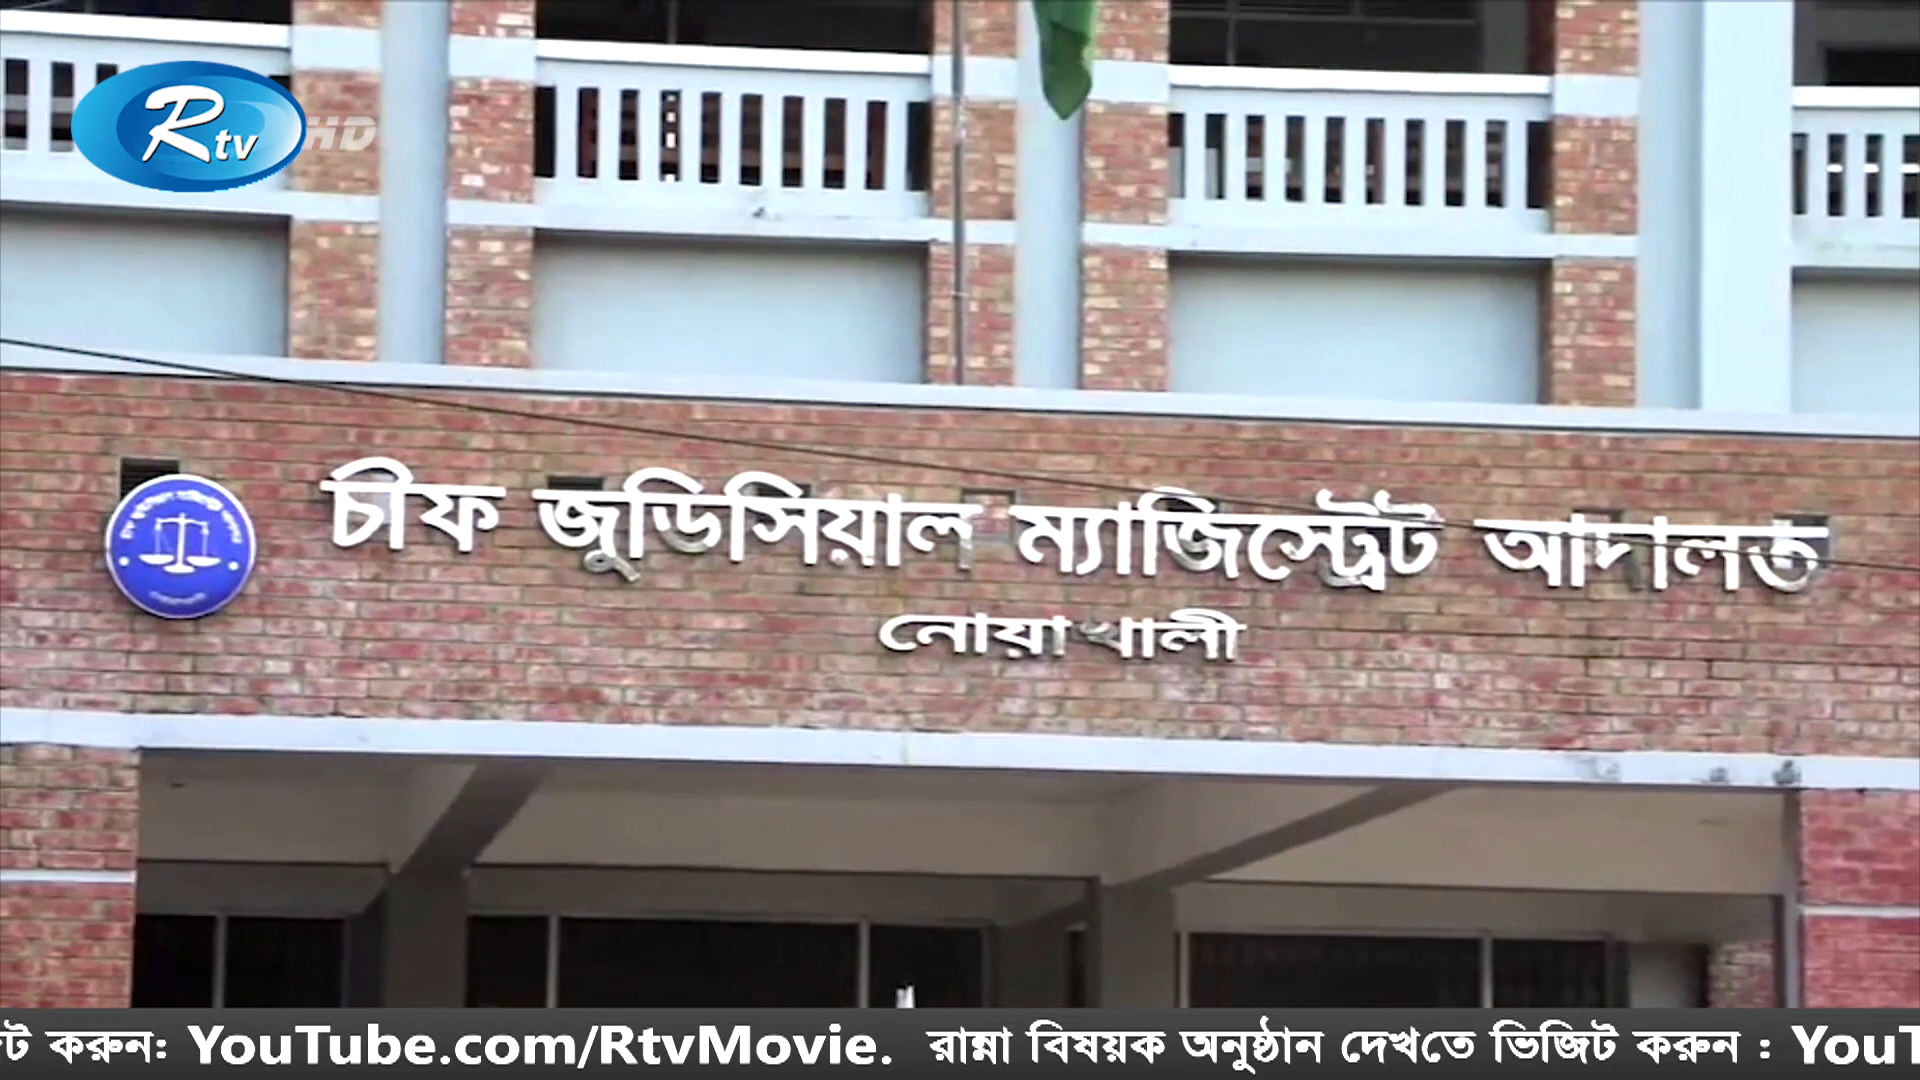 Rtv HD
চীফ জুডিসিয়াল ম্যাজিস্ট্রেট আদালত
নোয়াখালী
করুন: YouTube.com/RtvMovie. রান্না বিষয়ক অনুষ্ঠান দেখতে ভিজিট করুন : YouT